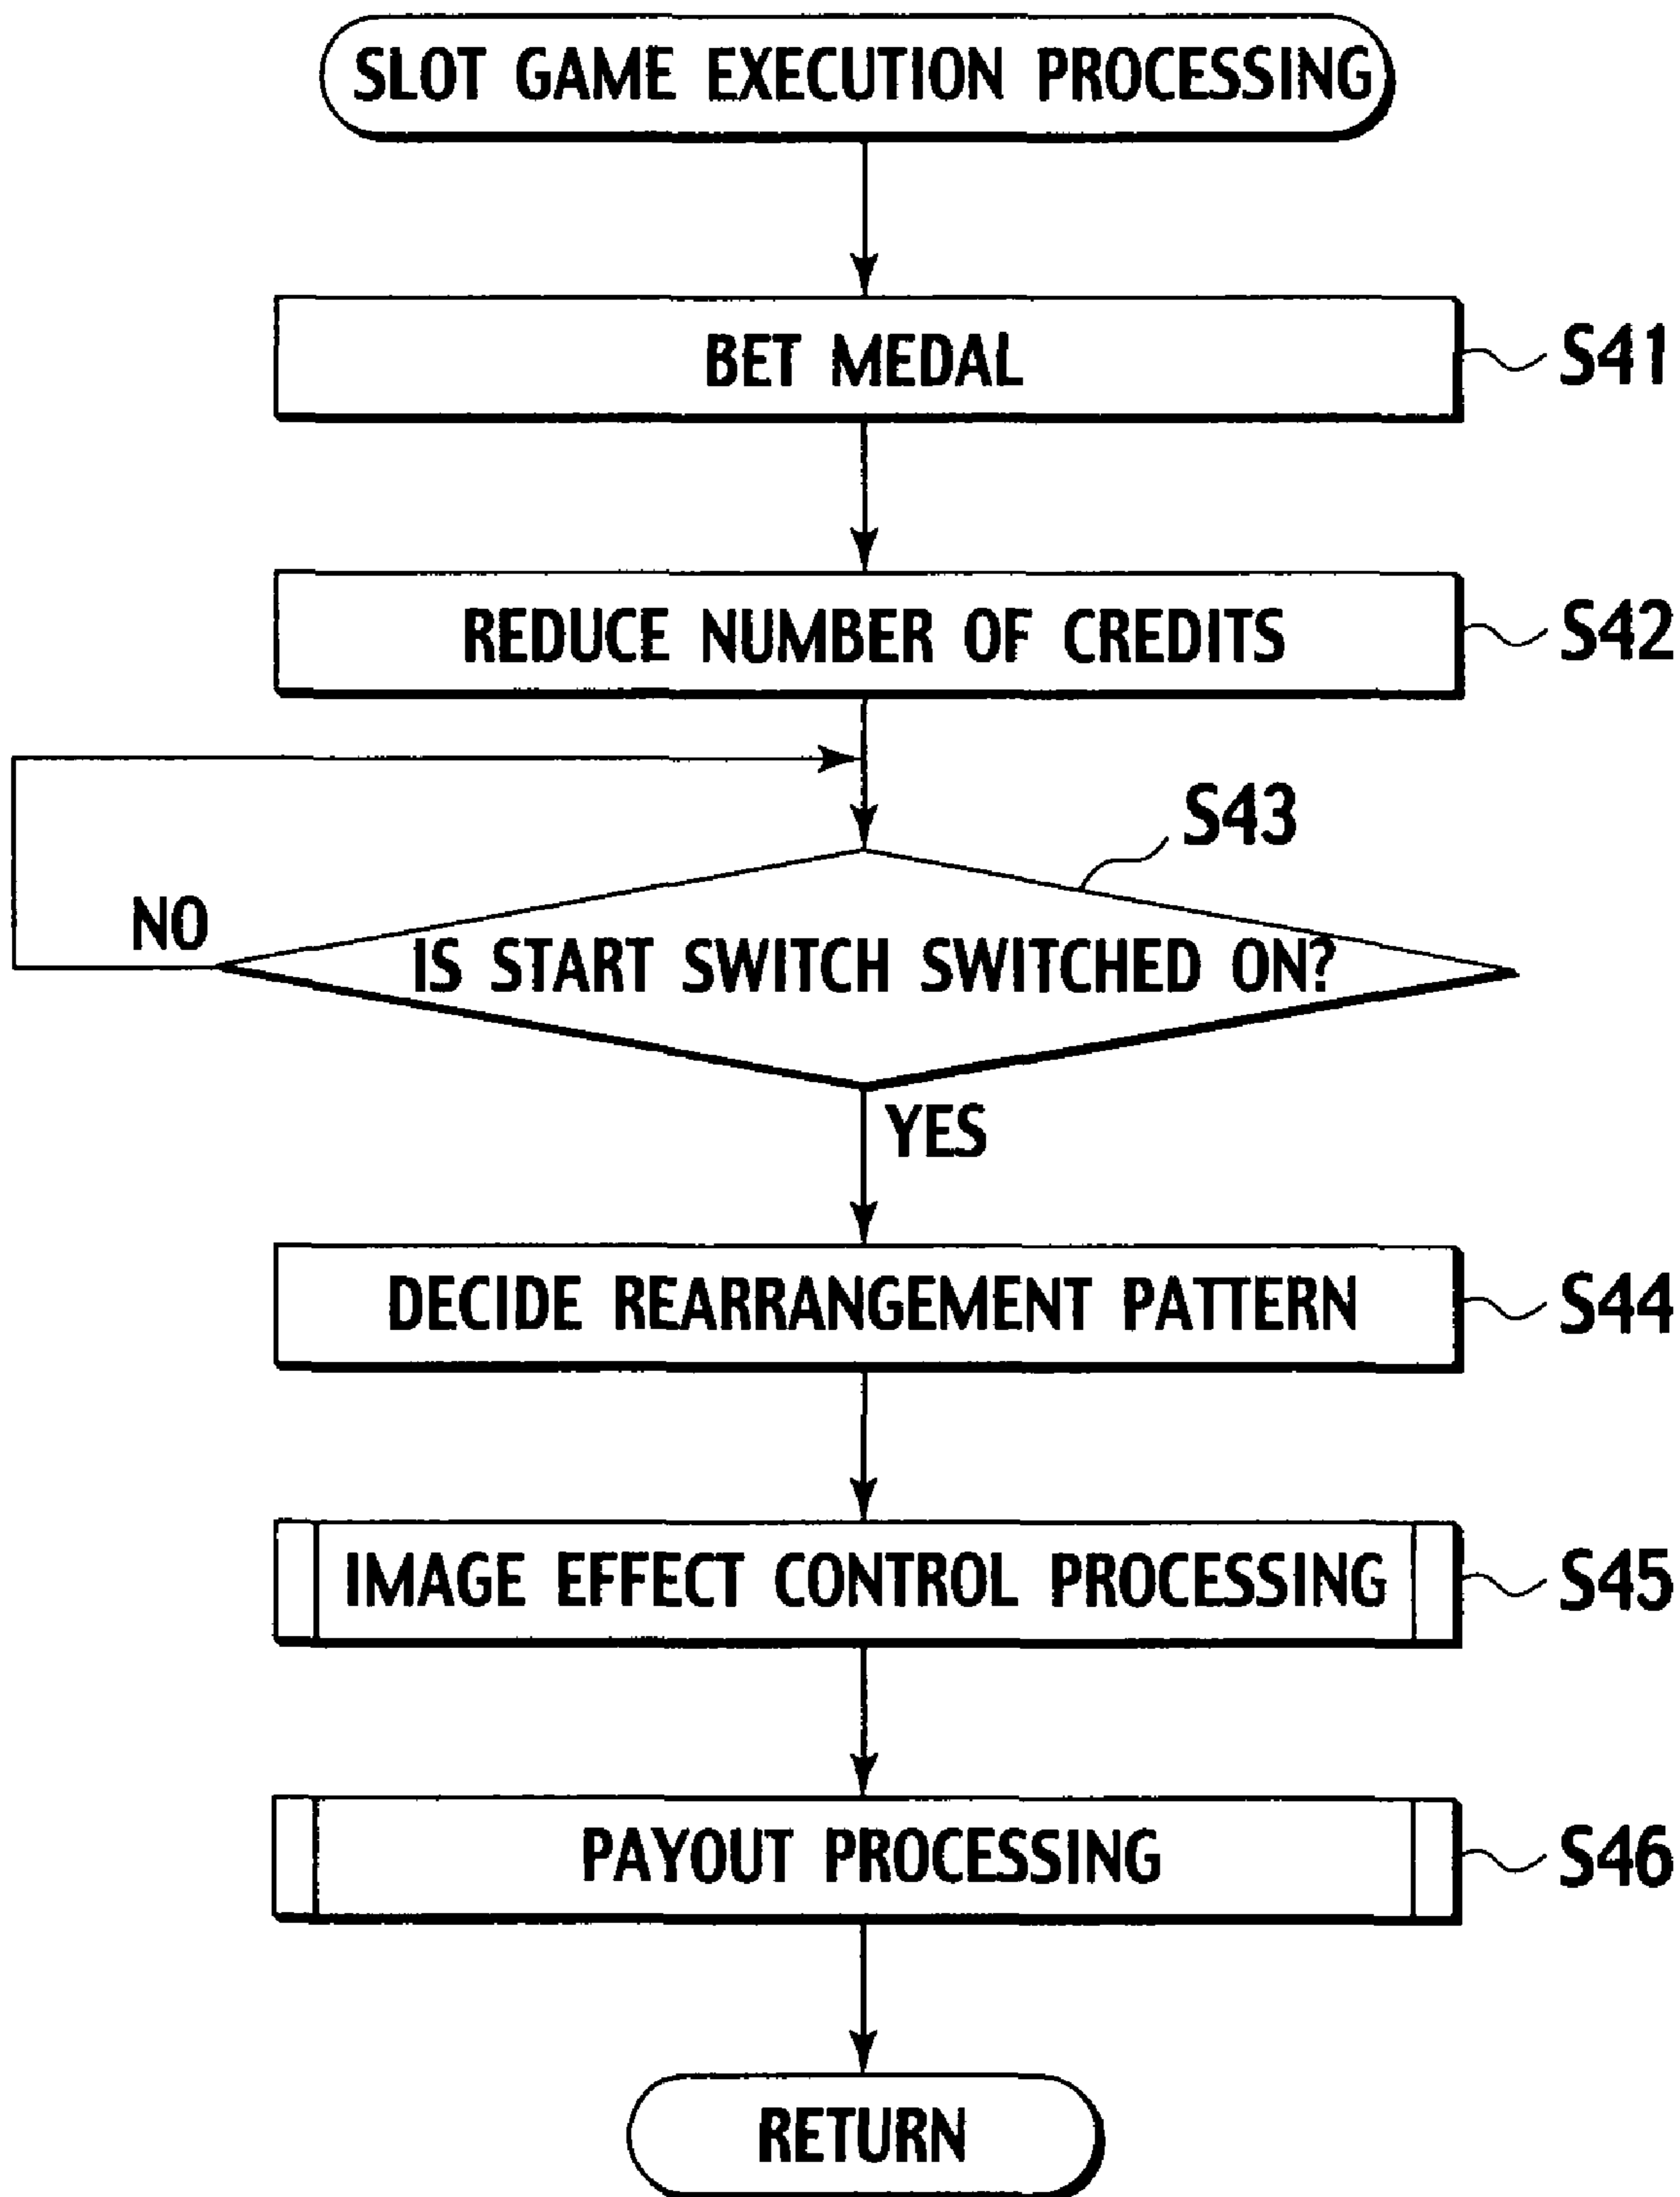 SLOT GAME EXECUTION PROCESSING
BET MEDAL
S41
REDUCE NUMBER OF CREDITS
S42
S43
NO
IS START SWITCH SWITCHED ON?
YES
DECIDE REARRANGEMENT PATTERN
S44
IMAGE EFFECT CONTROL PROCESSING
S45
PAYOUT PROCESSING
S46
RETURN